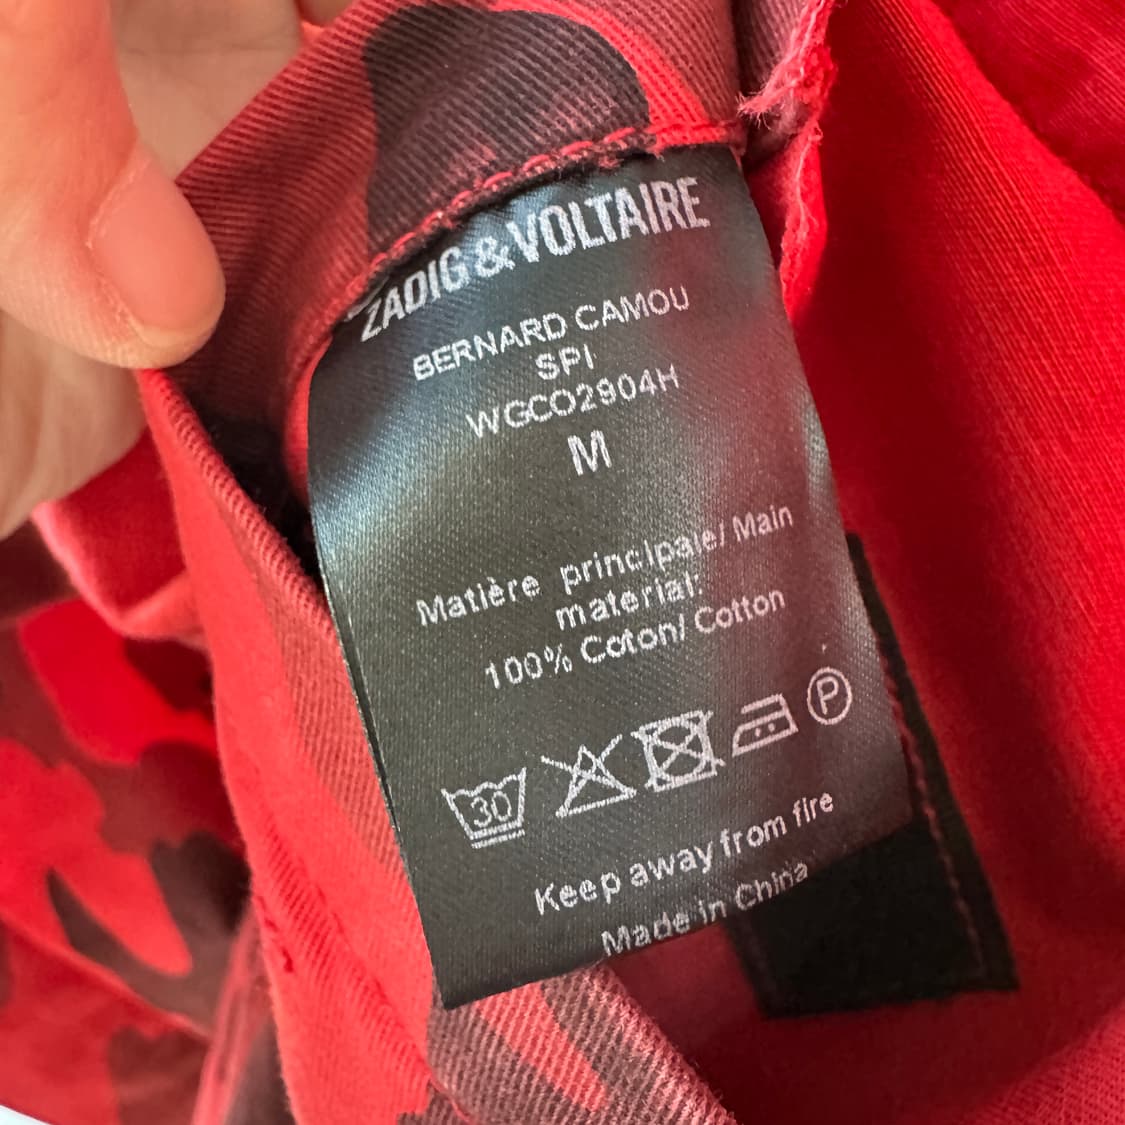 ZADIG & VOLTAIRE
BERNARD CAMOU
SPI
WGCO2904H
M
Matière principale/ Main
material:
100% Coton/ Cotton
30 P
Keep away from fire
Made in China